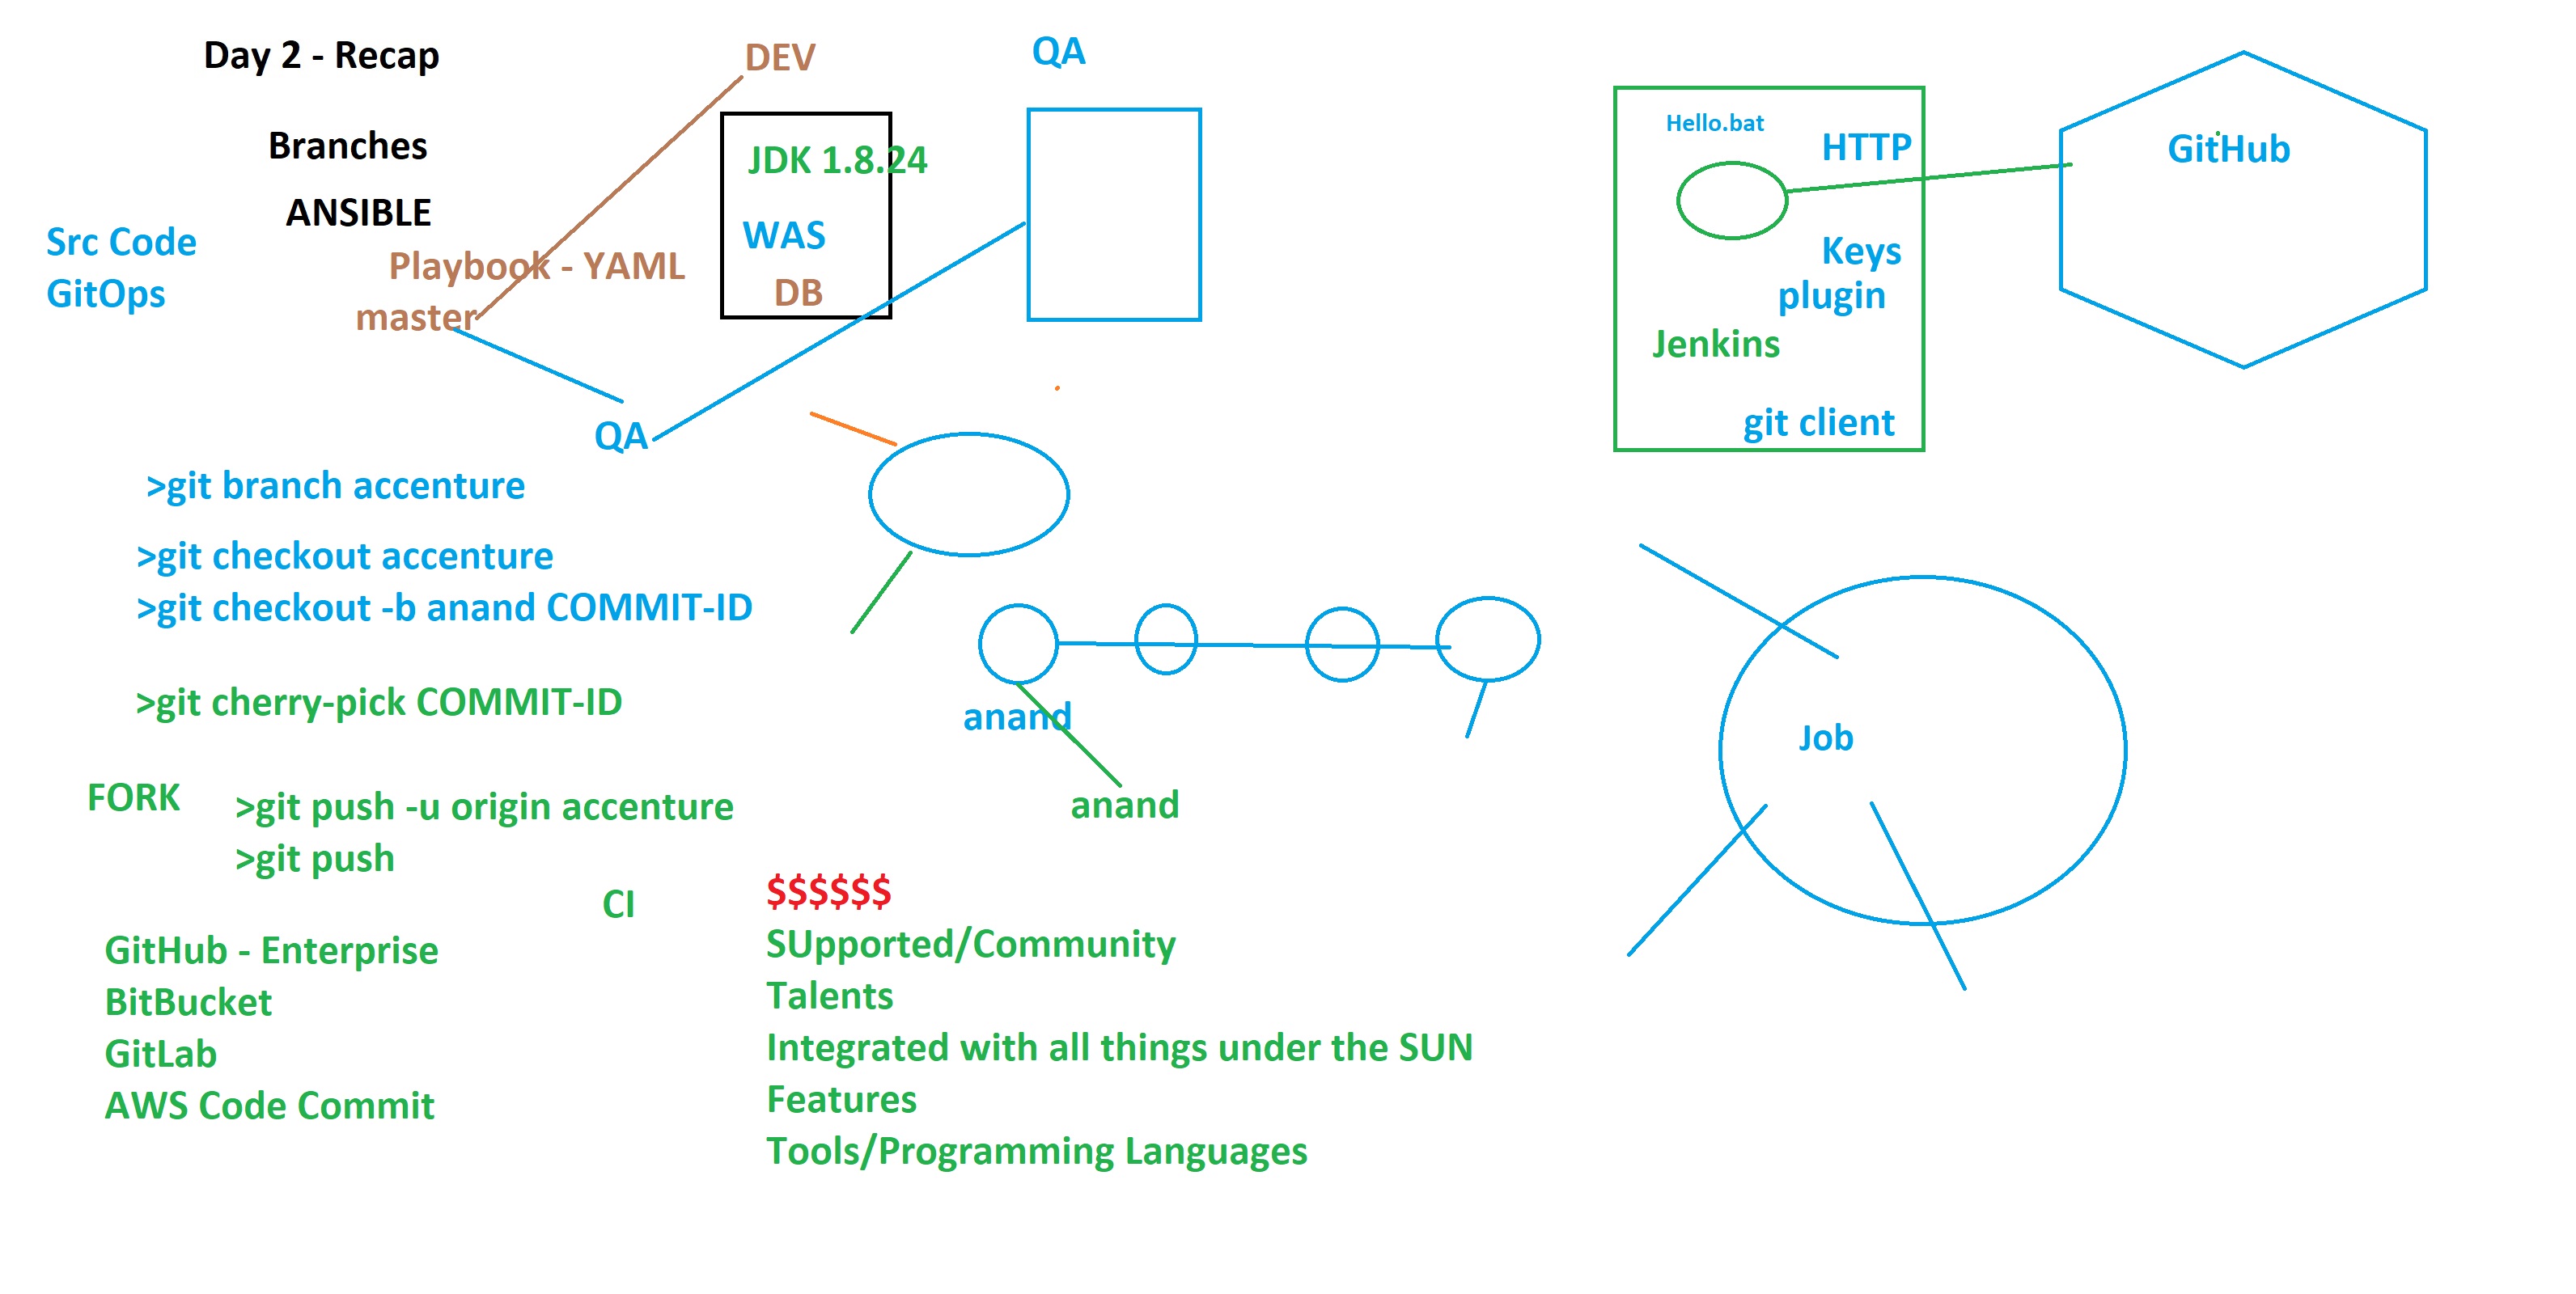 Day 2 - Recap
Branches
ANSIBLE
Src Code
GitOps
Playbook - YAML
master
DEV
JDK 1.8.24
WAS
DB
QA
QA
>git branch accenture
>git checkout accenture
>git checkout -b anand COMMIT-ID
>git cherry-pick COMMIT-ID
FORK
>git push -u origin accenture
>git push
anand
anand
CI
GitHub - Enterprise
BitBucket
GitLab
AWS Code Commit
$$$$$$
SUpported/Community
Talents
Integrated with all things under the SUN
Features
Tools/Programming Languages
Hello.bat
HTTP
Keys
plugin
Jenkins
git client
GitHub
Job